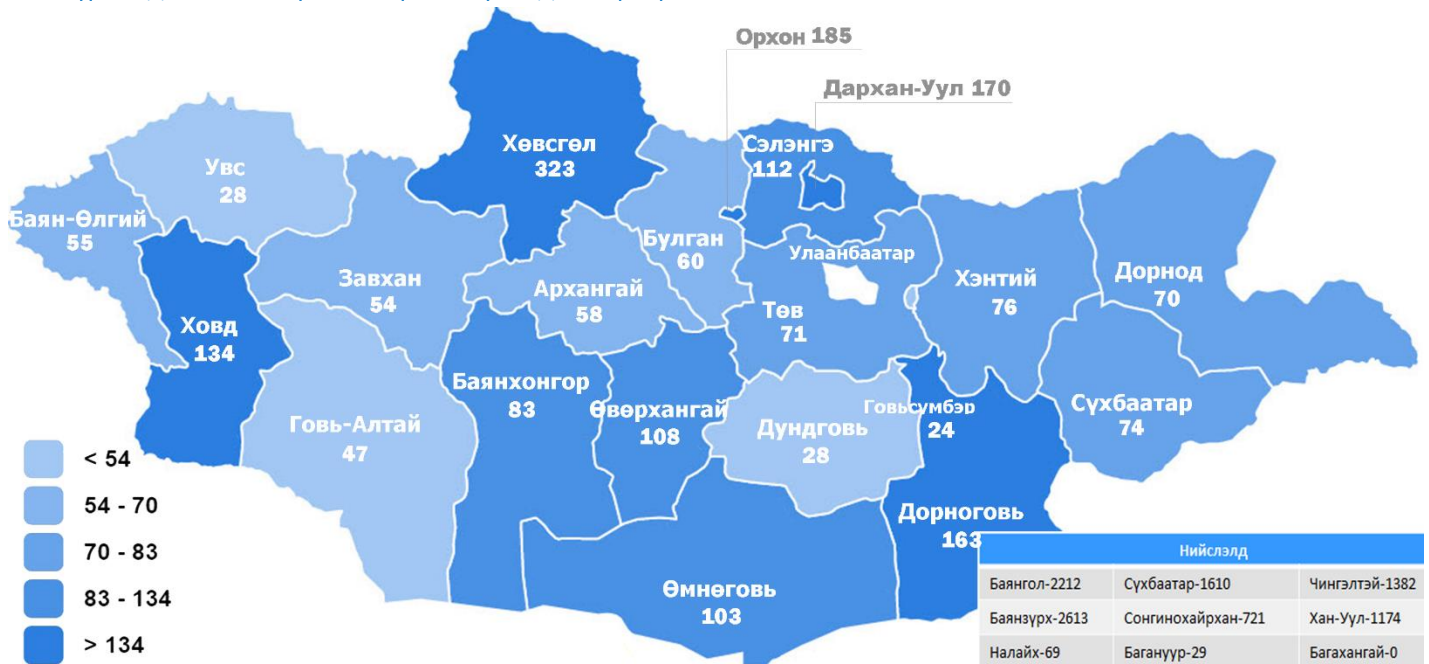 Орхон 185
Дархан-Уул 170
Хөвсгөл
323
Сэлэнгэ
112
Увс
28
Баян-Өлгий
55
Булган
60
Улаанбаатар
Завхан
54
Архангай
58
Хэнтий
76
Дорнод
70
Төв
71
Ховд
134
Баянхонгор
83
Өвөрхангай
108
Говь-Алтай
47
Дундговь
28
Говьсүмбэр
24
Сүхбаатар
74
Дорноговь
163
Өмнөговь
103
< 54
54 - 70
70 - 83
83 - 134
> 134
Нийслэлд
Баянгол-2212 Сүхбаатар-1610 Чингэлтэй-1382
Баянзүрх-2613 Сонгинохайрхан-721 Хан-Уул-1174
Налайх-69 Багануур-29 Багахангай-0